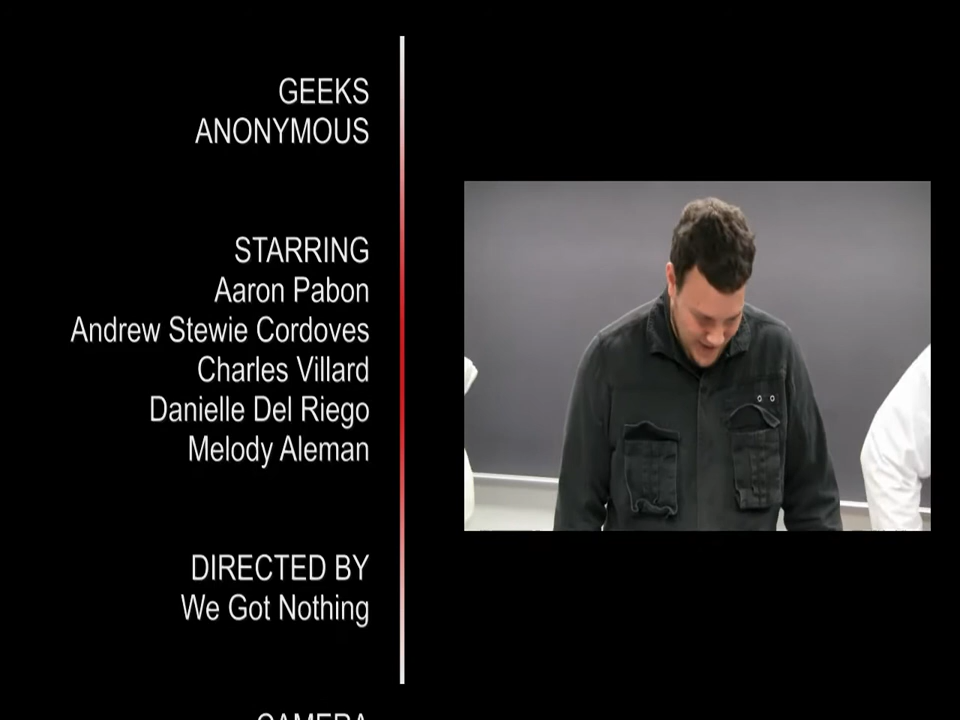 GEEKS
ANONYMOUS
STARRING
Aaron Pabon
Andrew Stewie Cordoves
Charles Villard
Danielle Del Riego
Melody Aleman
DIRECTED BY
We Got Nothing
CAMERA